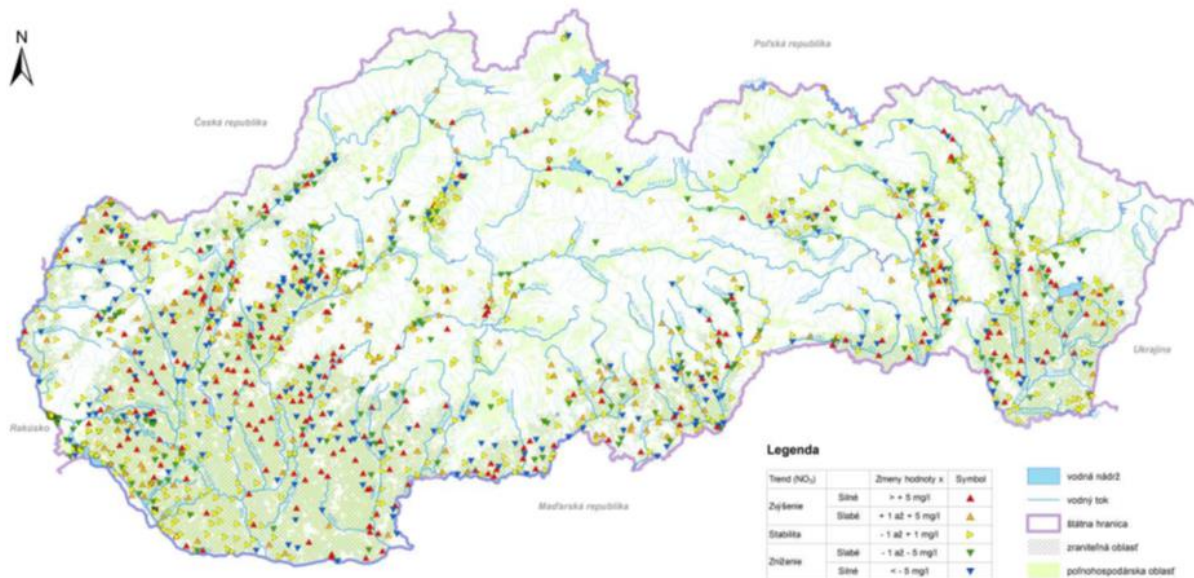 N
Poľská republika
Česká republika
Ukrajina
Rakúsko
Maďarská republika
Legenda
Trend (NO₃) Zmeny hodnoty x Symbol
Zvýšenie Silné > + 5 mg/l
Slabé + 1 až + 5 mg/l
Stabilita - 1 až + 1 mg/l
Zníženie Slabé - 1 až - 5 mg/l
Silné < - 5 mg/l
vodná nádrž
vodný tok
štátna hranica
zraniteľná oblasť
poľnohospodárska oblasť